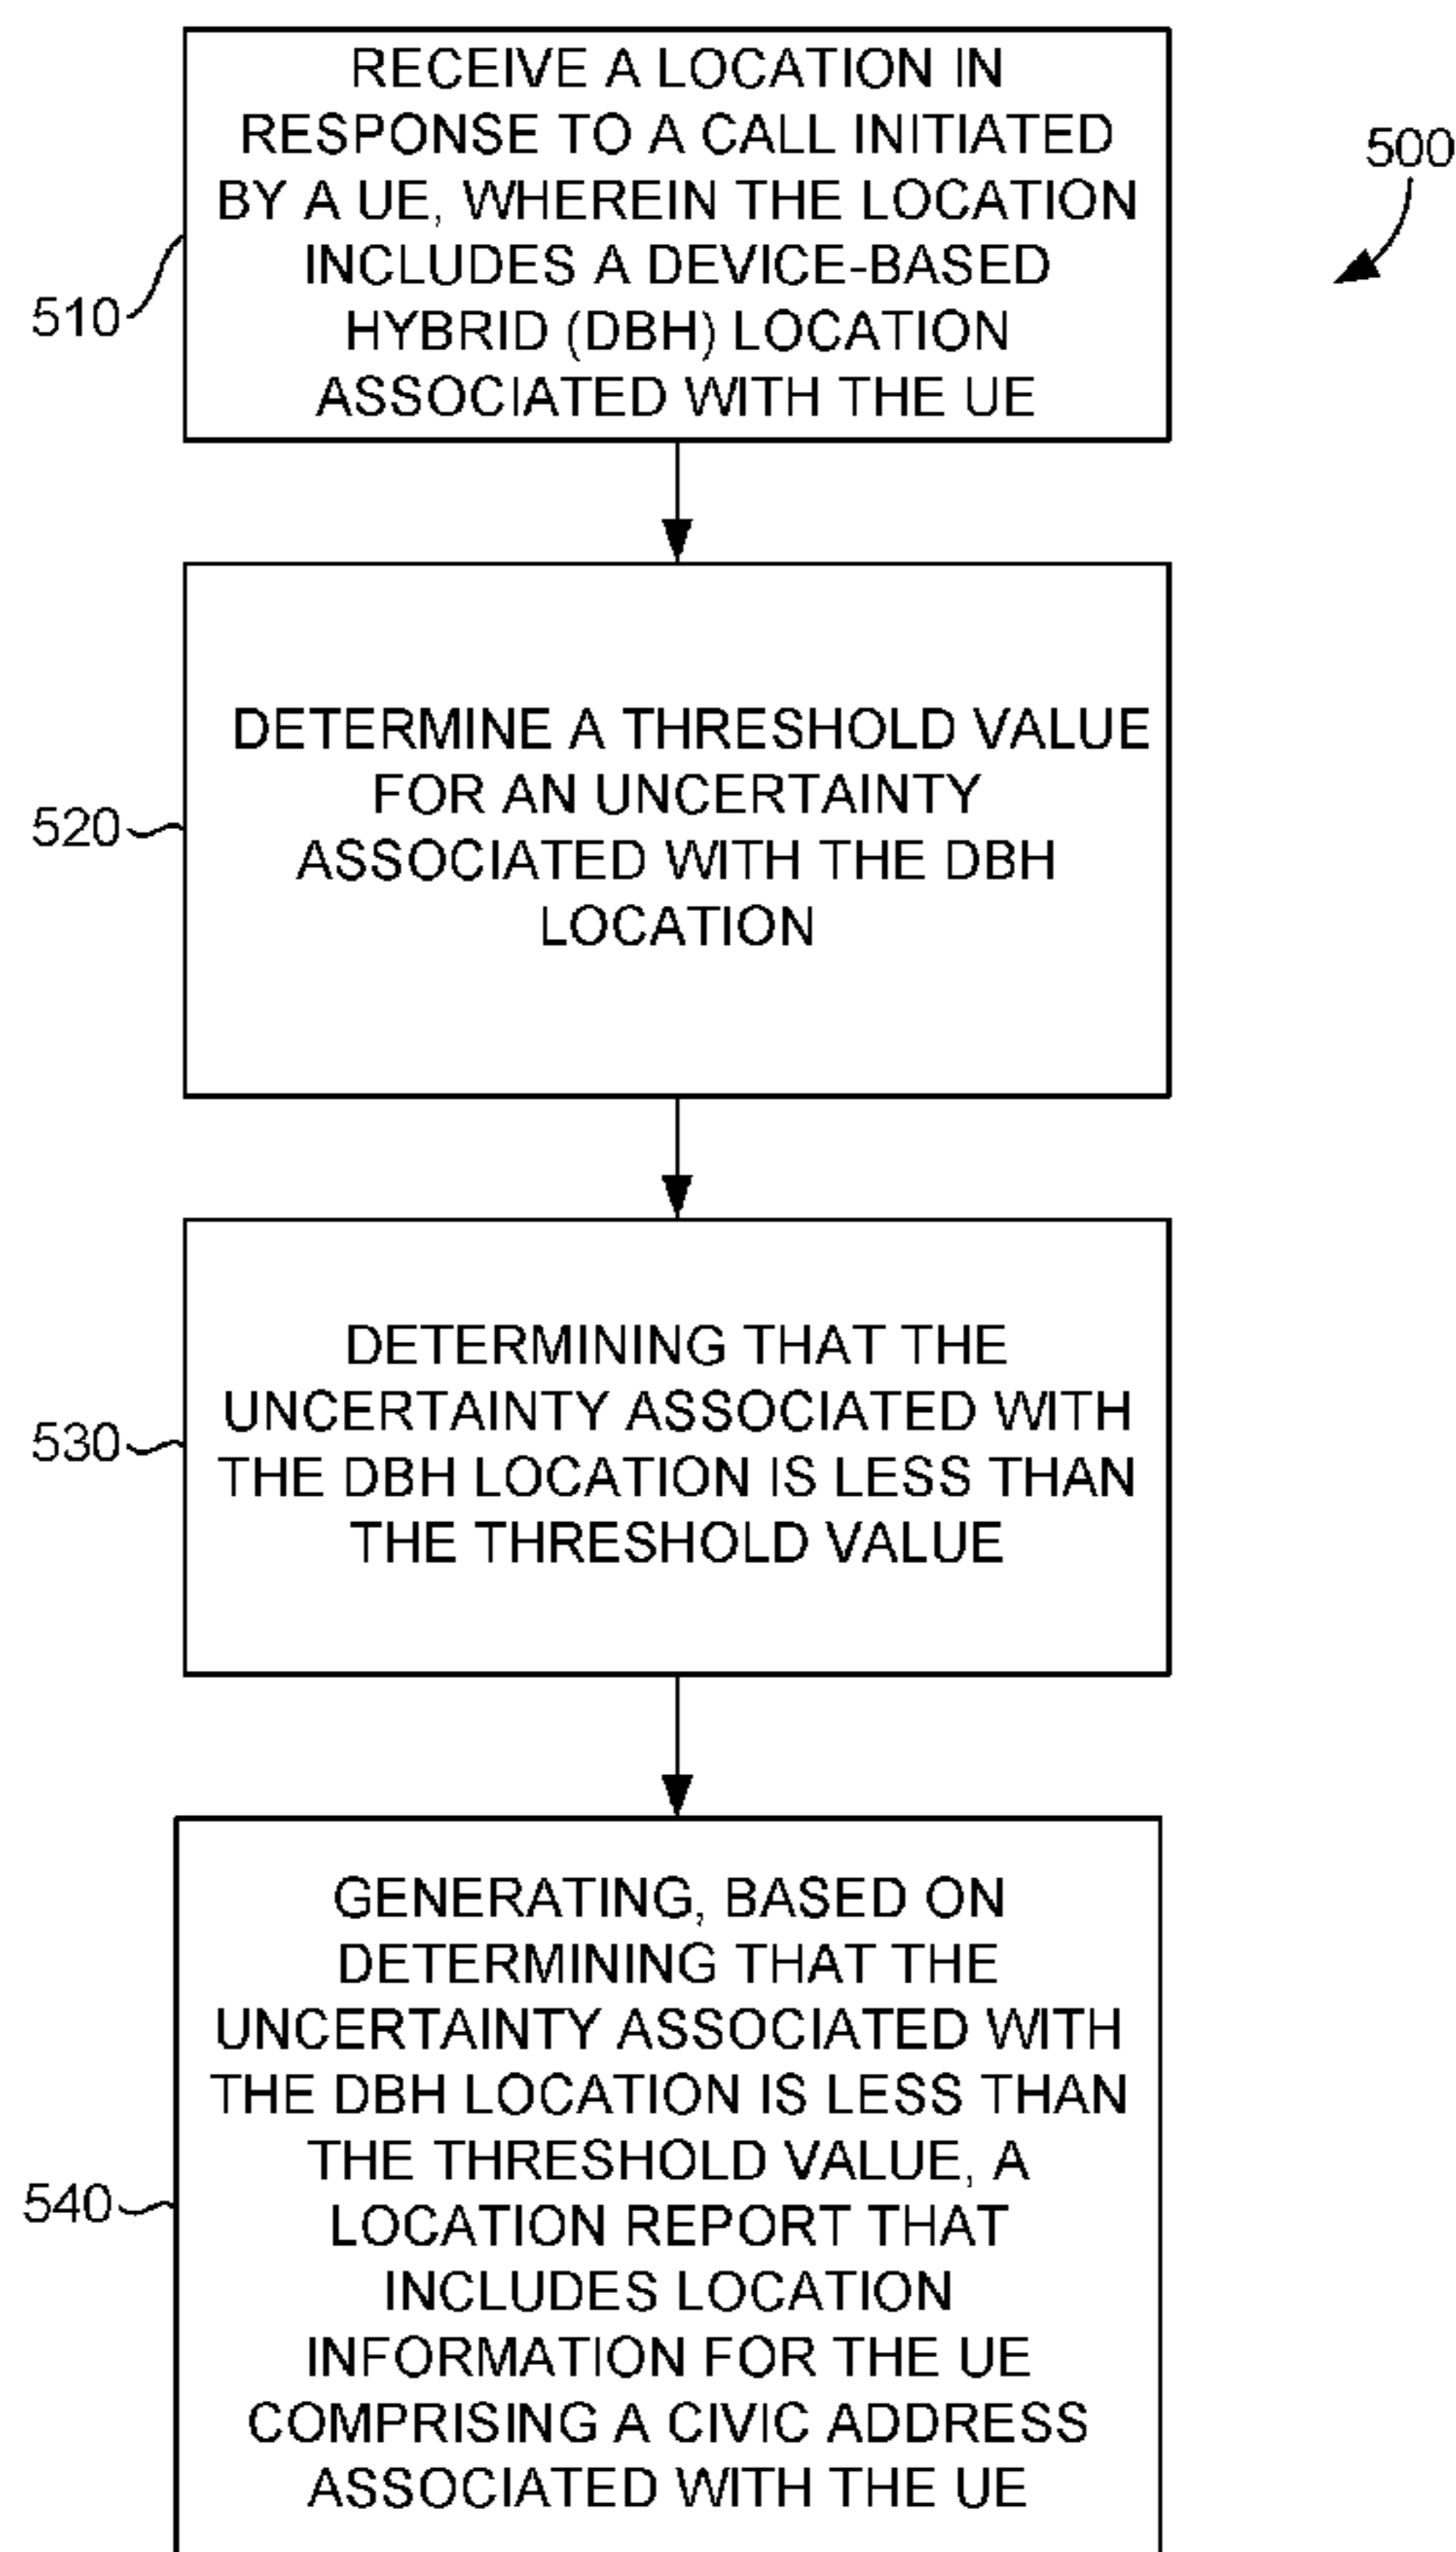 RECEIVE A LOCATION IN
RESPONSE TO A CALL INITIATED
BY A UE, WHEREIN THE LOCATION
INCLUDES A DEVICE-BASED
HYBRID (DBH) LOCATION
ASSOCIATED WITH THE UE
500
510
DETERMINE A THRESHOLD VALUE
FOR AN UNCERTAINTY
ASSOCIATED WITH THE DBH
LOCATION
520
DETERMINING THAT THE
UNCERTAINTY ASSOCIATED WITH
THE DBH LOCATION IS LESS THAN
THE THRESHOLD VALUE
530
GENERATING, BASED ON
DETERMINING THAT THE
UNCERTAINTY ASSOCIATED WITH
THE DBH LOCATION IS LESS THAN
THE THRESHOLD VALUE, A
LOCATION REPORT THAT
INCLUDES LOCATION
INFORMATION FOR THE UE
COMPRISING A CIVIC ADDRESS
ASSOCIATED WITH THE UE
540